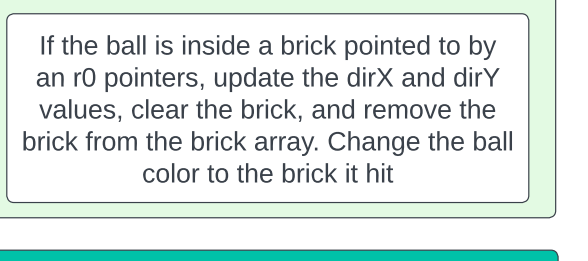 If the ball is inside a brick pointed to by
an r0 pointers, update the dirX and dirY
values, clear the brick, and remove the
brick from the brick array. Change the ball
color to the brick it hit